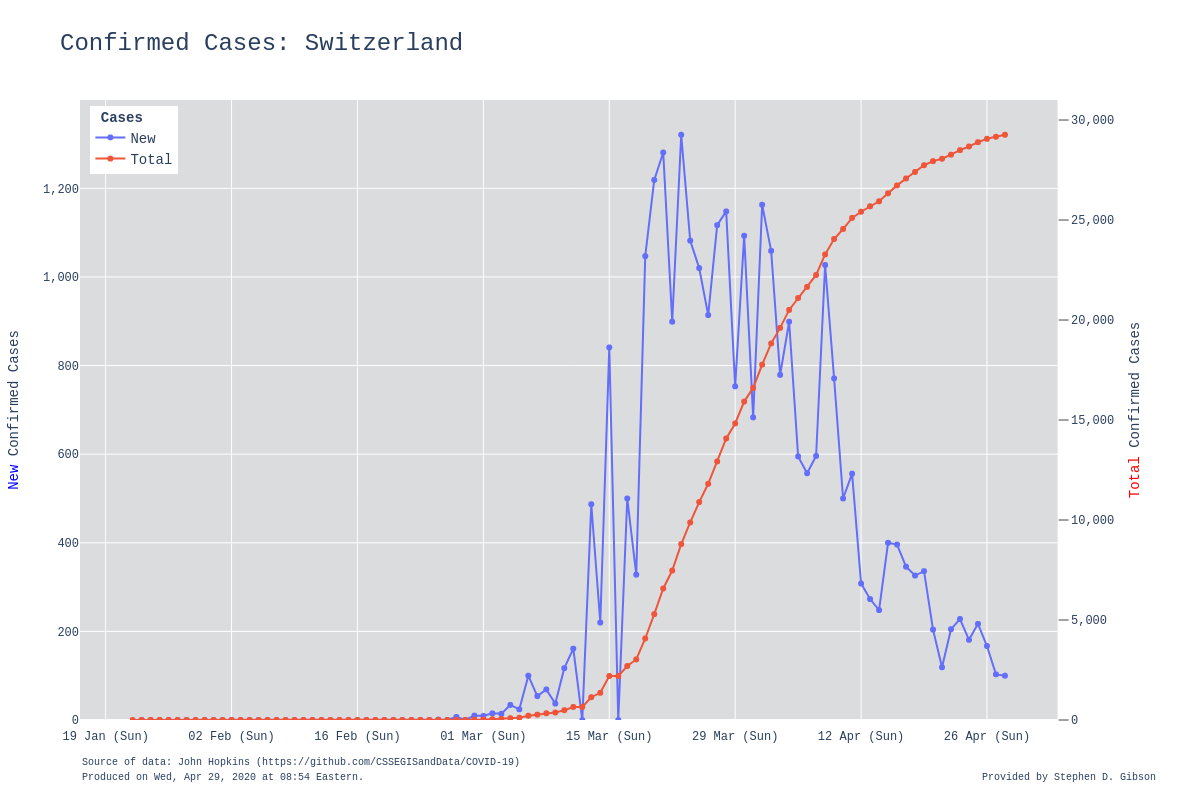 Confirmed Cases: Switzerland
Cases
New
Total
1,200
1,000
800
600
400
200
0
New Confirmed Cases
30,000
25,000
20,000
15,000
10,000
5,000
0
Total Confirmed Cases
19 Jan (Sun) 02 Feb (Sun) 16 Feb (Sun) 01 Mar (Sun) 15 Mar (Sun) 29 Mar (Sun) 12 Apr (Sun) 26 Apr (Sun)
Source of data: John Hopkins (https://github.com/CSSEGISandData/COVID-19)
Produced on Wed, Apr 29, 2020 at 08:54 Eastern.
Provided by Stephen D. Gibson